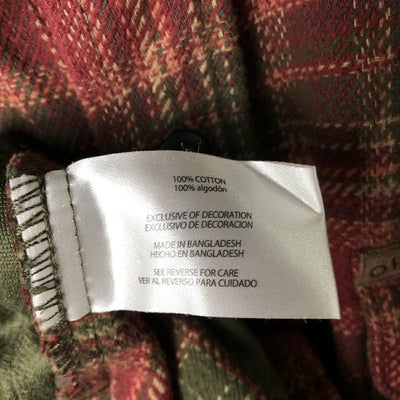 100% COTTON
100% algodón
EXCLUSIVE OF DECORATION
EXCLUSIVO DE DECORACION
MADE IN BANGLADESH
HECHO EN BANGLADESH
SEE REVERSE FOR CARE
VER AL REVERSO PARA CUIDADO